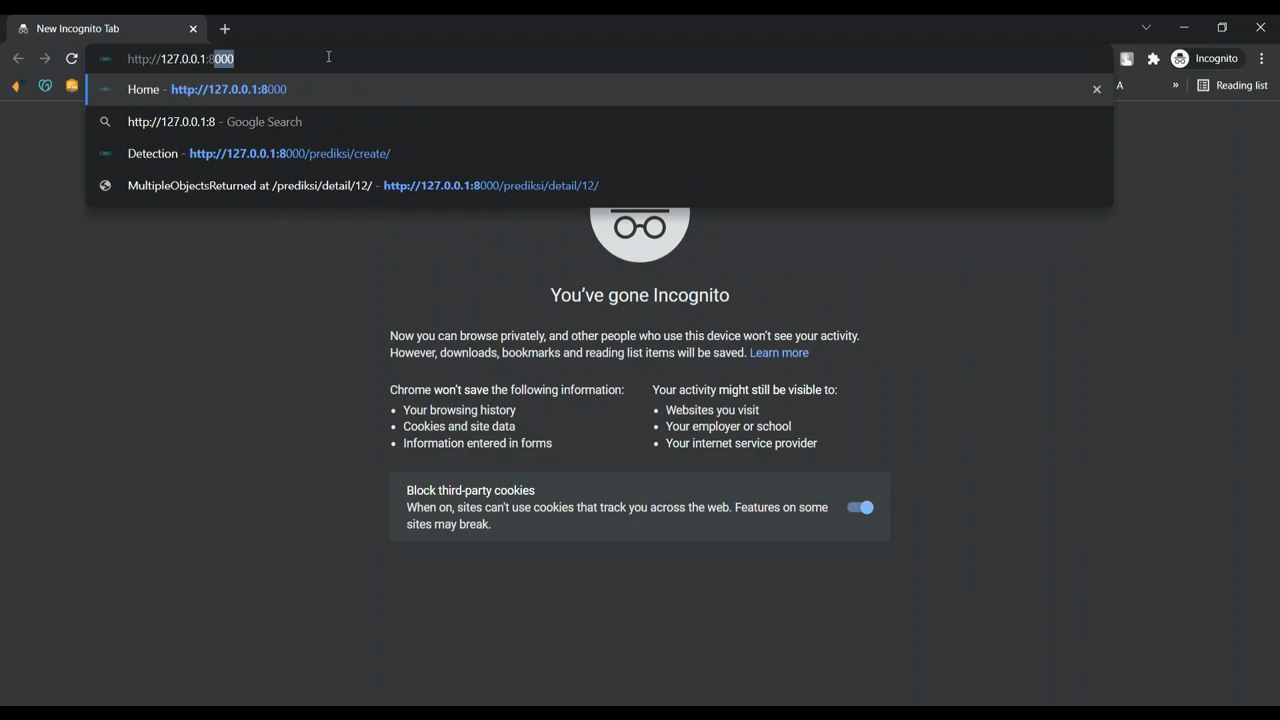 New Incognito Tab
http://127.0.0.1:8000
Incognito
Home - http://127.0.0.1:8000
A
»
Reading list
http://127.0.0.1:8 - Google Search
Detection - http://127.0.0.1:8000/prediksi/create/
MultipleObjectsReturned at /prediksi/detail/12/ - http://127.0.0.1:8000/prediksi/detail/12/
You've gone Incognito
Now you can browse privately, and other people who use this device won't see your activity.
However, downloads, bookmarks and reading list items will be saved. Learn more
Chrome won't save the following information:
• Your browsing history
• Cookies and site data
• Information entered in forms
Your activity might still be visible to:
• Websites you visit
• Your employer or school
• Your internet service provider
Block third-party cookies
When on, sites can't use cookies that track you across the web. Features on some
sites may break.